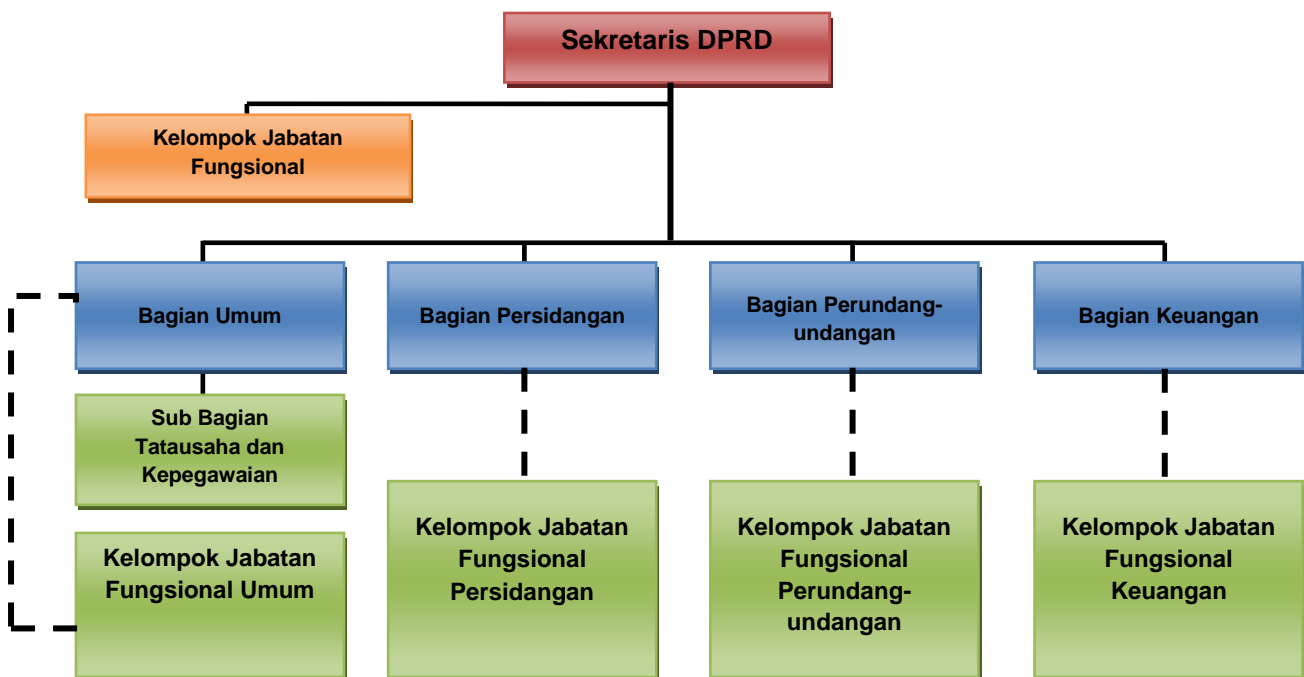 Sekretaris DPRD
Kelompok Jabatan
Fungsional
Bagian Umum
Bagian Persidangan
Bagian Perundang-
undangan
Bagian Keuangan
Sub Bagian
Tatausaha dan
Kepegawaian
Kelompok Jabatan
Fungsional Umum
Kelompok Jabatan
Fungsional
Persidangan
Kelompok Jabatan
Fungsional
Perundang-
undangan
Kelompok Jabatan
Fungsional
Keuangan